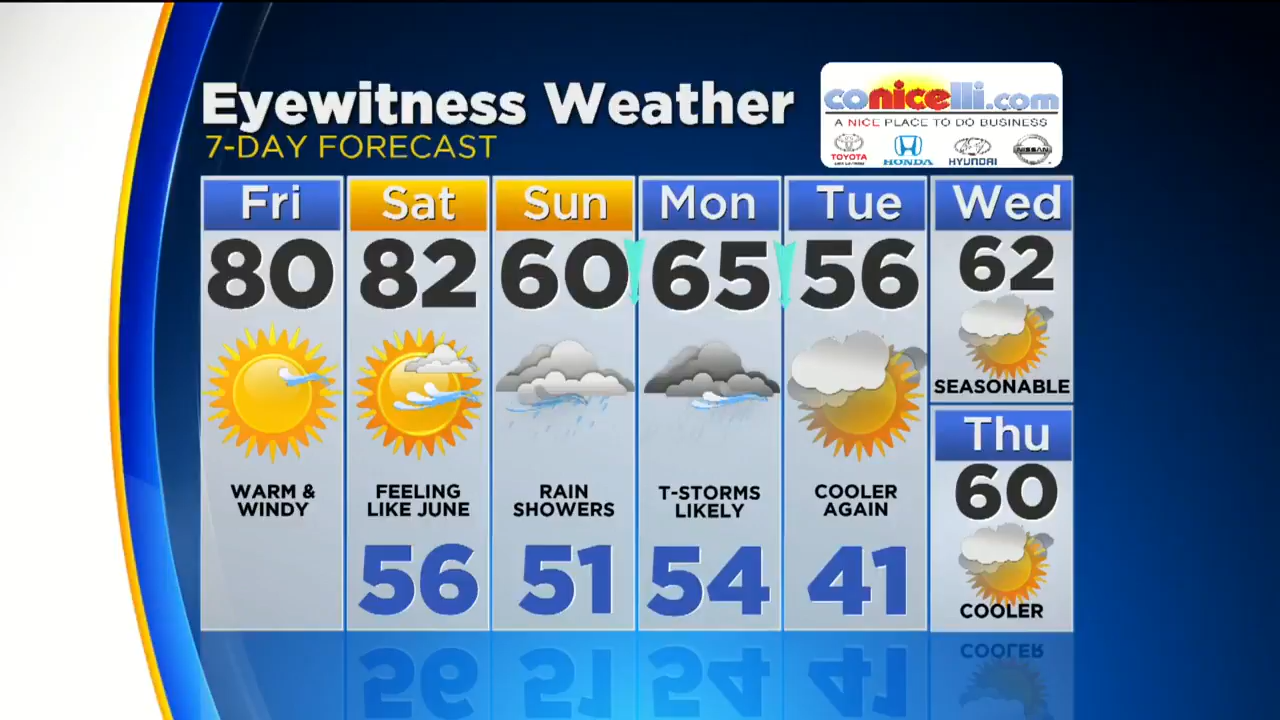 Eyewitness Weather
7-DAY FORECAST
conicelli.com
A NICE PLACE TO DO BUSINESS
TOYOTA
HONDA
HYUNDAI
NISSAN
Fri
80
WARM &
WINDY
Sat
82
FEELING
LIKE JUNE
56
Sun
60
RAIN
SHOWERS
51
Mon
65
T-STORMS
LIKELY
54
Tue
56
COOLER
AGAIN
41
Wed
62
SEASONABLE
Thu
60
COOLER